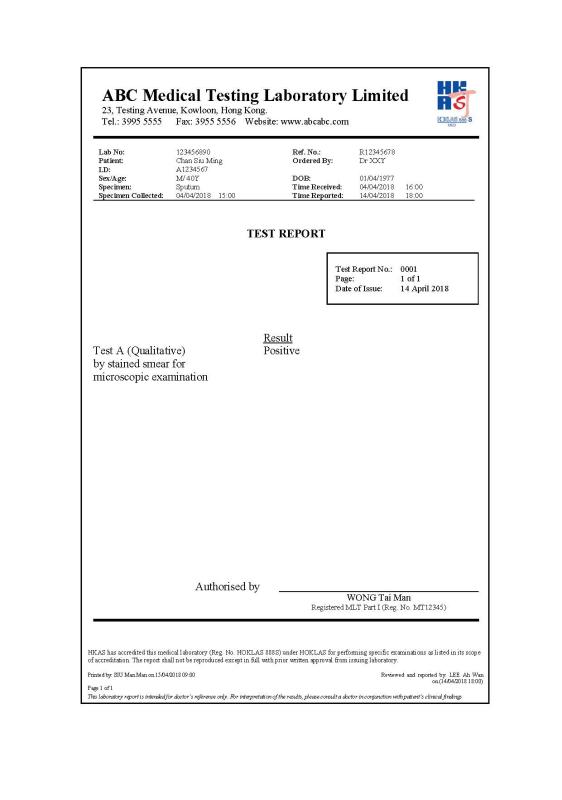 ABC Medical Testing Laboratory Limited
23, Testing Avenue, Kowloon, Hong Kong.
Tel.: 3995 5555 Fax: 3955 5556 Website: www.abcabc.com
HKAS
HOKLAS 888 S
Lab No: 123456890 Ref. No.: R12345678
Patient: Chan Siu Ming Ordered By: Dr XXY
I.D: A1234567
Sex/Age: M/ 40Y DOB: 01/04/1977
Specimen: Sputum Time Received: 04/04/2018 16:00
Specimen Collected: 04/04/2018 15:00 Time Reported: 14/04/2018 18:00
TEST REPORT
Test Report No.: 0001
Page: 1 of 1
Date of Issue: 14 April 2018
Result
Test A (Qualitative) Positive
by stained smear for
microscopic examination
Authorised by
WONG Tai Man
Registered MLT Part I (Reg. No. MT12345)
HKAS has accredited this medical laboratory (Reg. No. HOKLAS 888S) under HOKLAS for performing specific examinations as listed in its scope
of accreditation. The report shall not be reproduced except in full with prior written approval from issuing laboratory.
Printed by: SIU Man Man on 15/04/2018 09:00 Reviewed and reported by LEE Ah Wan
on (14/04/2018 18:00)
Page 1 of 1
This laboratory report is intended for doctor's reference only. For interpretation of the results, please consult a doctor in conjunction with patient's clinical findings.